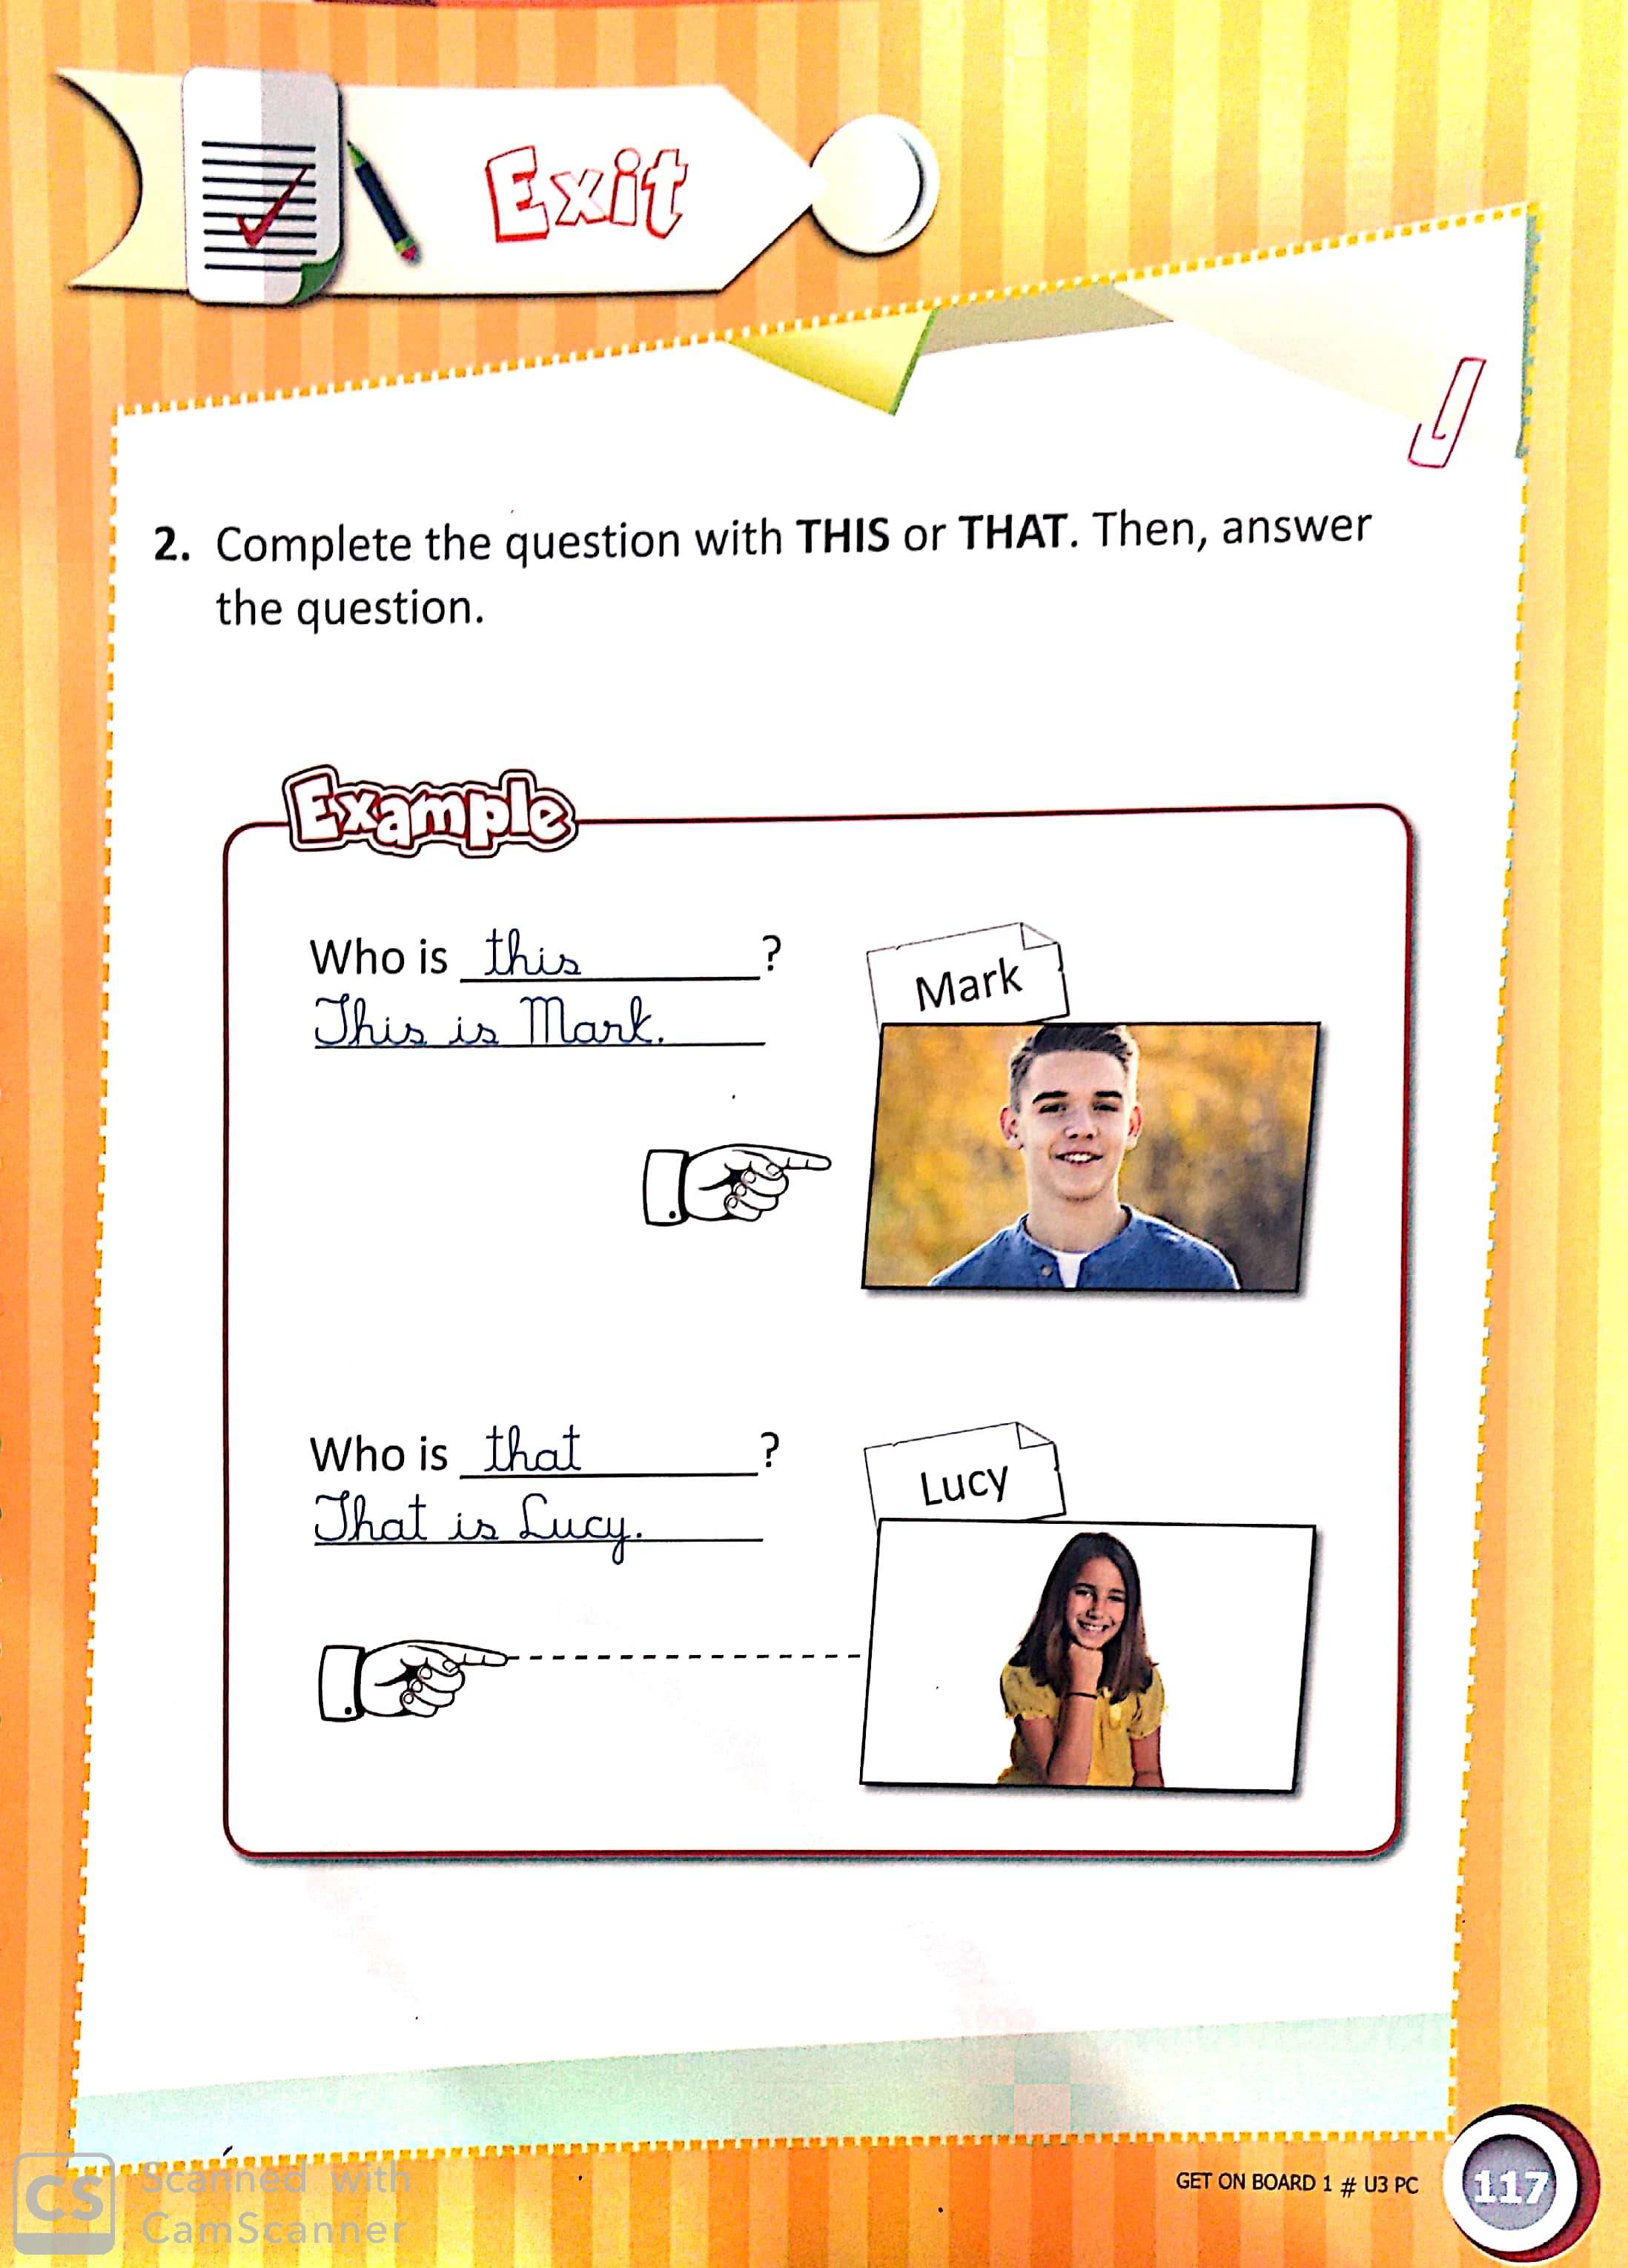 Exit
2. Complete the question with THIS or THAT. Then, answer
the question.
Example
Who is this ?
This is Mark.
Mark
Who is that ?
That is Lucy.
Lucy
GET ON BOARD 1 # U3 PC
117
CS Scanned with
CamScanner